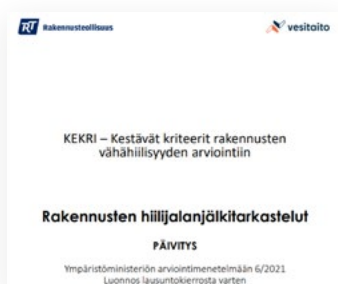 RT Rakennusteollisuus
vesitaito
KEKRI – Kestävät kriteerit rakennusten
vähähiilisyyden arviointiin
Rakennusten hiilijalanjälkitarkastelut
PÄIVITYS
Ympäristöministeriön arviointimenetelmään 6/2021
Luonnos lausuntokierrosta varten